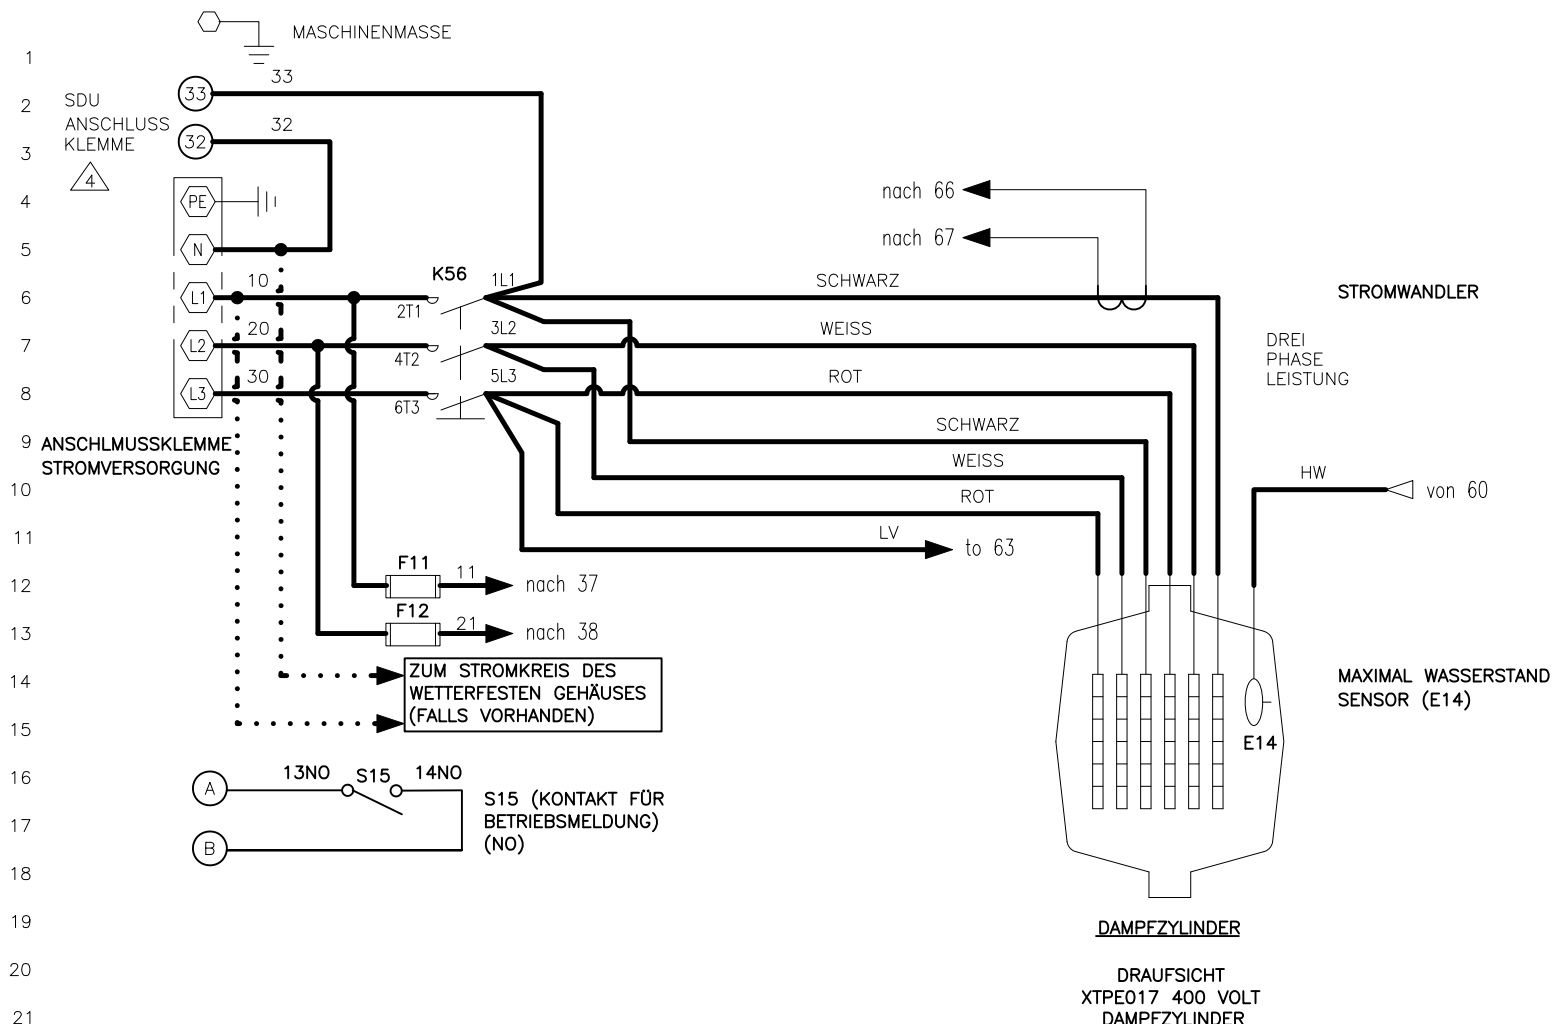 MASCHINENMASSE
1
33
33
2
SDU
ANSCHLUSS
KLEMME
32
32
3
4
4
PE
nach 66
5
N
nach 67
K56
6
L1
10
2T1
1L1
SCHWARZ
STROMWANDLER
7
L2
20
4T2
3L2
WEISS
DREI
PHASE
LEISTUNG
8
L3
30
6T3
5L3
ROT
9
ANSCHLMUSSKLEMME
STROMVERSORGUNG
SCHWARZ
WEISS
HW
10
ROT
von 60
11
LV
to 63
F11
12
11
nach 37
F12
13
21
nach 38
14
ZUM STROMKREIS DES
WETTERFESTEN GEHÄUSES
(FALLS VORHANDEN)
MAXIMAL WASSERSTAND
SENSOR (E14)
15
E14
16
A
13NO
S15
14NO
S15 (KONTAKT FÜR
BETRIEBSMELDUNG)
(NO)
17
B
18
19
DAMPFZYLINDER
20
DRAUFSICHT
XTPE017 400 VOLT
DAMPFZYLINDER
21